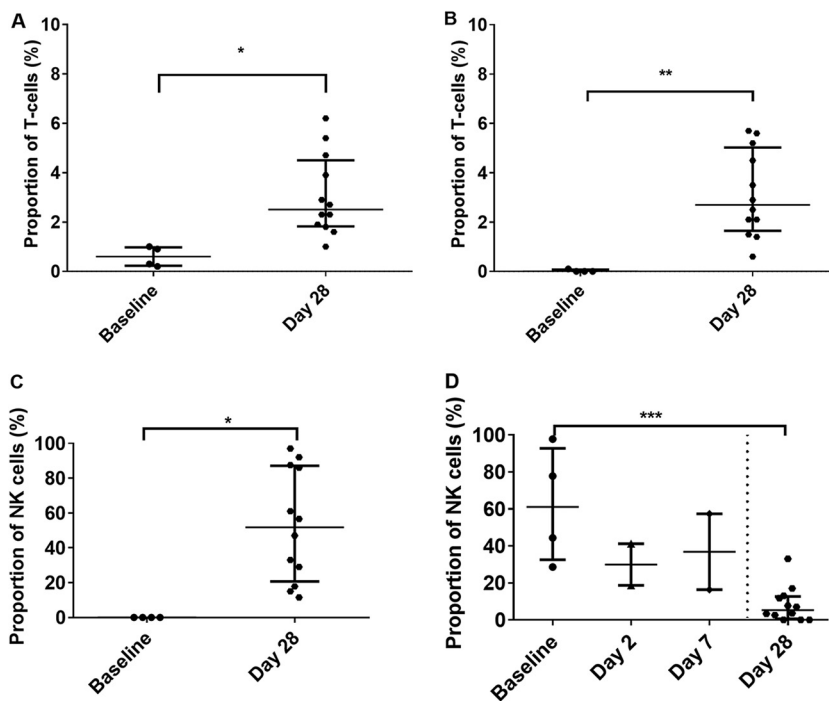 A
Proportion of T-cells (%)
10
8
6
4
2
0
*
Baseline
Day 28
B
Proportion of T-cells (%)
10
8
6
4
2
0
**
Baseline
Day 28
C
Proportion of NK cells (%)
100
80
60
40
20
0
*
Baseline
Day 28
D
Proportion of NK cells (%)
100
80
60
40
20
0
***
Baseline
Day 2
Day 7
Day 28